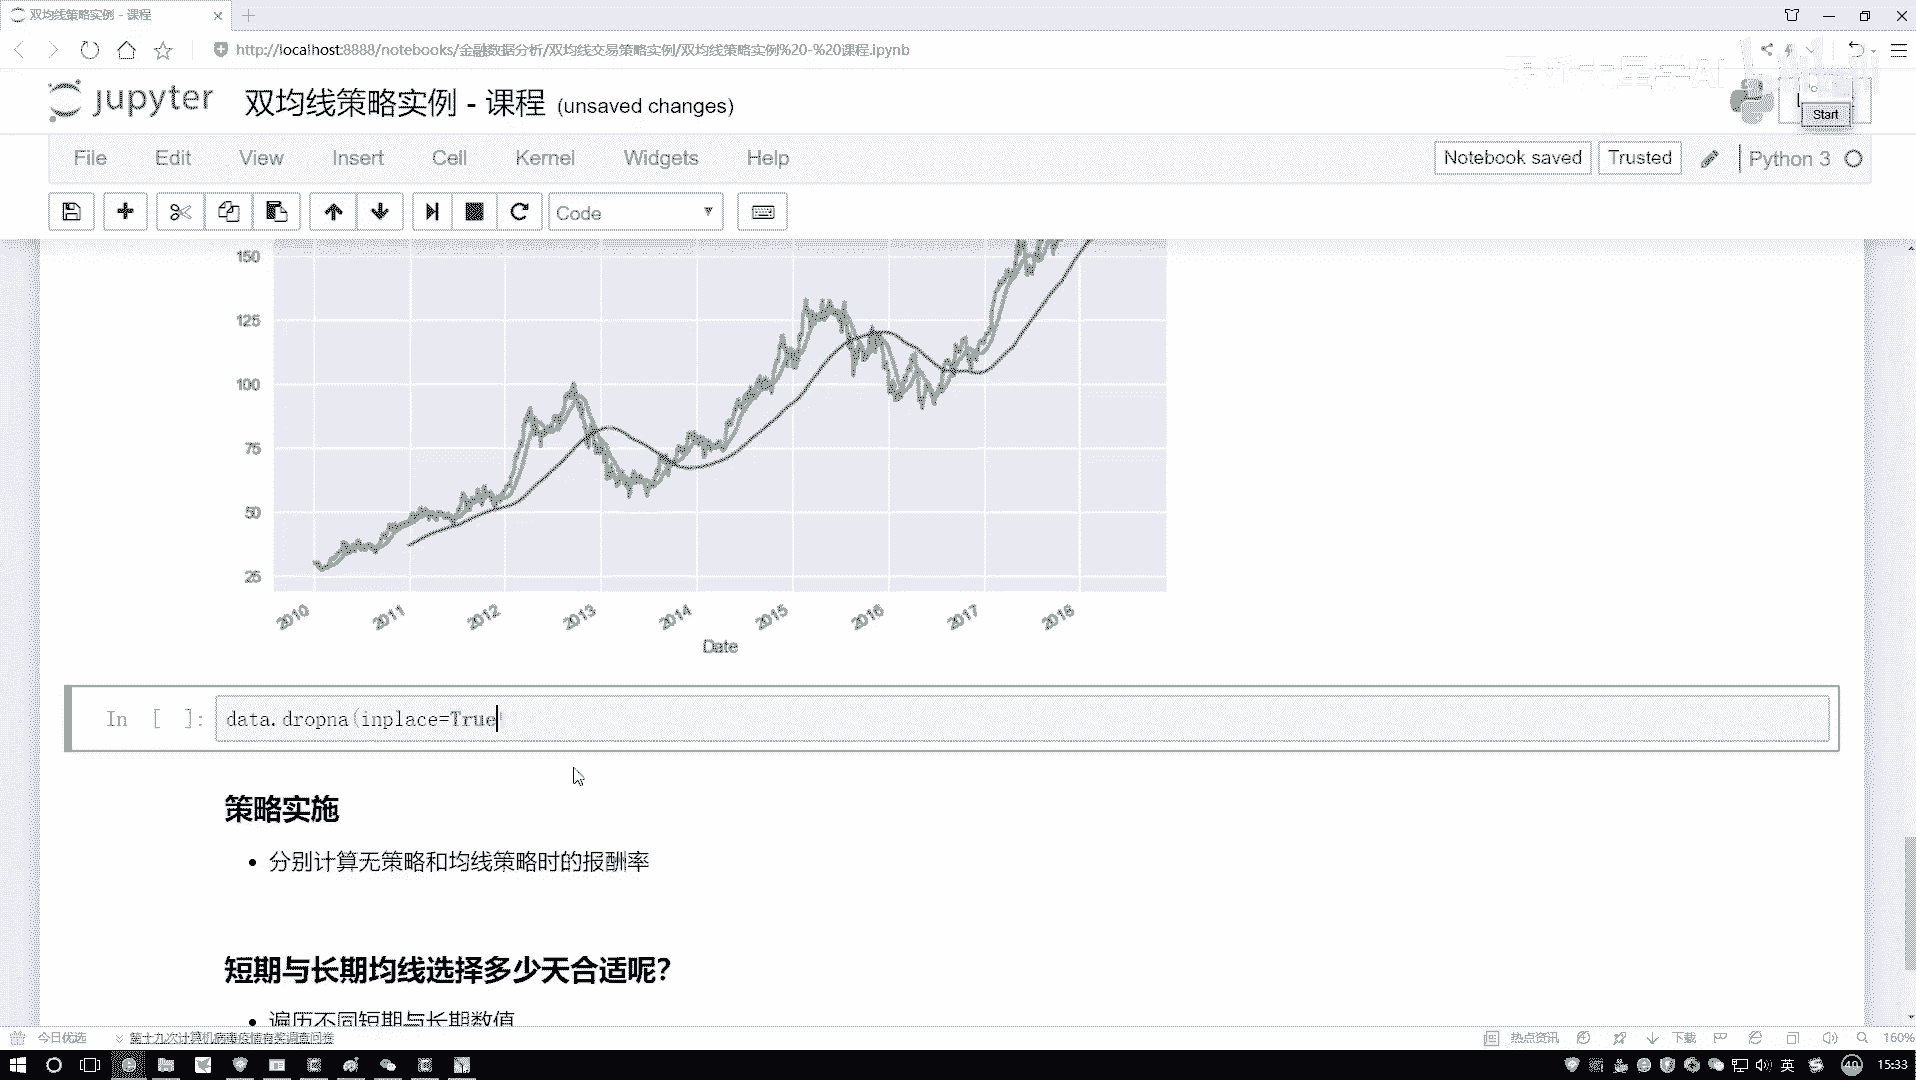 双均线策略实例 - 课程
http://localhost:8888/notebooks/金融数据分析/双均线交易策略实例/双均线策略实例%20-%20课程.ipynb
jupyter 双均线策略实例 - 课程 (unsaved changes)
Start
File Edit View Insert Cell Kernel Widgets Help
Notebook saved Trusted Python 3
Code
150
125
100
75
50
25
2010 2011 2012 2013 2014 2015 2016 2017 2018
Date
In [ ]: data.dropna(inplace=True
策略实施
• 分别计算无策略和均线策略时的报酬率
短期与长期均线选择多少天合适呢?
• 遍历不同短期与长期数值
今日优选 第十九次计算机病毒疫情有奖调查问卷 热点资讯 下载 160%
英 40 15:33